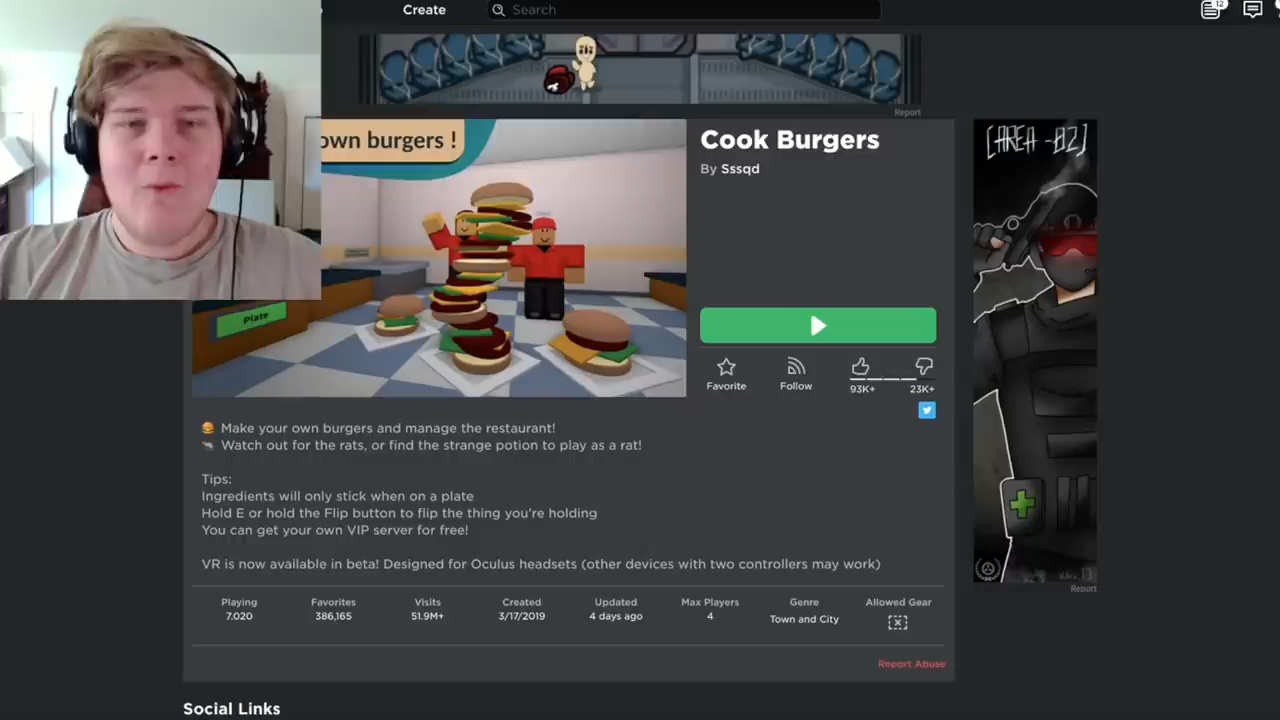 Create
Search
12
Report
own burgers !
Plate
Cook Burgers
By Sssqd
[AREA -02]
Favorite
Follow
93K+
23K+
Make your own burgers and manage the restaurant!
Watch out for the rats, or find the strange potion to play as a rat!
Tips:
Ingredients will only stick when on a plate
Hold E or hold the Flip button to flip the thing you're holding
You can get your own VIP server for free!
VR is now available in beta! Designed for Oculus headsets (other devices with two controllers may work)
Report
Playing
Favorites
Visits
Created
Updated
Max Players
Genre
Allowed Gear
7,020
386,165
51.9M+
3/17/2019
4 days ago
4
Town and City
Report Abuse
Social Links